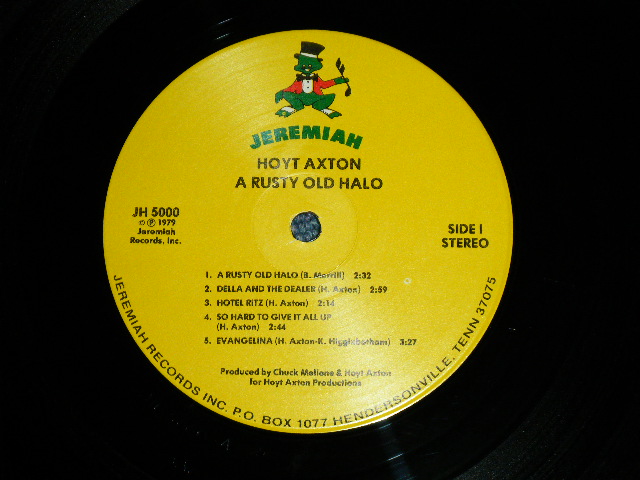 JEREMIAH
HOYT AXTON
A RUSTY OLD HALO
JH 5000
© Ⓟ 1979
Jeremiah
Records, Inc.
SIDE I
STEREO
1. A RUSTY OLD HALO (B. Merrill) 2:32
2. DELLA AND THE DEALER (H. Axton) 2:59
3. HOTEL RITZ (H. Axton) 2:14
4. SO HARD TO GIVE IT ALL UP
(H. Axton) 2:44
5. EVANGELINA (H. Axton-K. Higginbotham) 3:27
Produced by Chuck Mellone & Hoyt Axton
for Hoyt Axton Productions
JEREMIAH RECORDS INC. P.O. BOX 1077 HENDERSONVILLE, TENN 37075